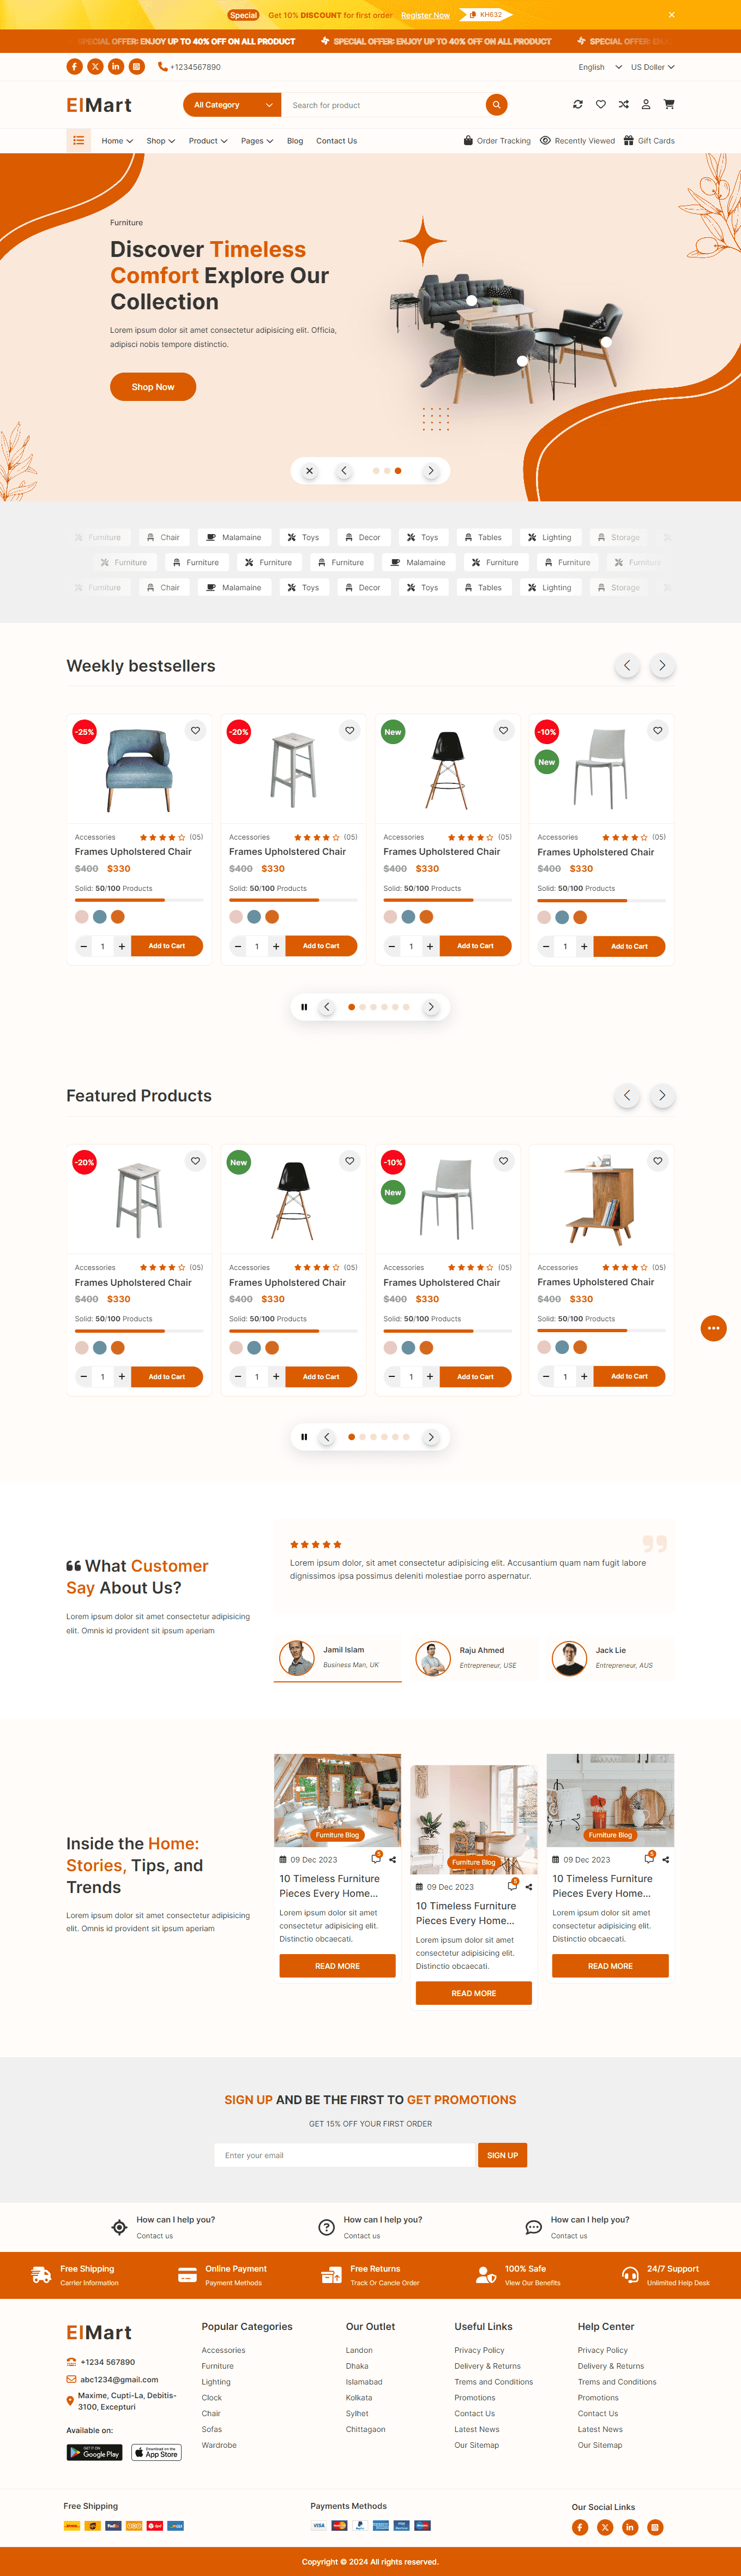 Special Get 10% DISCOUNT for first order Register Now KH632
SPECIAL OFFER: ENJOY UP TO 40% OFF ON ALL PRODUCT SPECIAL OFFER: ENJOY UP TO 40% OFF ON ALL PRODUCT SPECIAL OFFER:
+1234567890 English US Doller
ElMart All Category Search for product
Home Shop Product Pages Blog Contact Us Order Tracking Recently Viewed Gift Cards
Furniture
Discover Timeless
Comfort Explore Our
Collection
Lorem ipsum dolor sit amet consectetur adipisicing elit. Officia,
adipisci nobis tempore distinctio.
Shop Now
Furniture Chair Malamaine Toys Decor Toys Tables Lighting Storage
Furniture Furniture Furniture Furniture Malamaine Furniture Furniture Furniture
Furniture Chair Malamaine Toys Decor Toys Tables Lighting Storage
Weekly bestsellers
-25% -20% New -10%
New
Accessories (05) Accessories (05) Accessories (05) Accessories (05)
Frames Upholstered Chair Frames Upholstered Chair Frames Upholstered Chair Frames Upholstered Chair
$400 $330 $400 $330 $400 $330 $400 $330
Solid: 50/100 Products Solid: 50/100 Products Solid: 50/100 Products Solid: 50/100 Products
1 Add to Cart 1 Add to Cart 1 Add to Cart 1 Add to Cart
Featured Products
-20% New -10%
New
Accessories (05) Accessories (05) Accessories (05) Accessories (05)
Frames Upholstered Chair Frames Upholstered Chair Frames Upholstered Chair Frames Upholstered Chair
$400 $330 $400 $330 $400 $330 $400 $330
Solid: 50/100 Products Solid: 50/100 Products Solid: 50/100 Products Solid: 50/100 Products
1 Add to Cart 1 Add to Cart 1 Add to Cart 1 Add to Cart
What Customer
Say About Us?
Lorem ipsum dolor sit amet consectetur adipisicing
elit. Omnis id provident sit ipsum aperiam
Lorem ipsum dolor, sit amet consectetur adipisicing elit. Accusantium quam nam fugit labore
dignissimos ipsa possimus deleniti molestiae porro aspernatur.
Jamil Islam
Business Man, UK
Raju Ahmed
Entrepreneur, USE
Jack Lie
Entrepreneur, AUS
Inside the Home:
Stories, Tips, and
Trends
Lorem ipsum dolor sit amet consectetur adipisicing
elit. Omnis id provident sit ipsum aperiam
Furniture Blog
09 Dec 2023
10 Timeless Furniture
Pieces Every Home...
Lorem ipsum dolor sit amet
consectetur adipisicing elit.
Distinctio obcaecati.
READ MORE
Furniture Blog
09 Dec 2023
10 Timeless Furniture
Pieces Every Home...
Lorem ipsum dolor sit amet
consectetur adipisicing elit.
Distinctio obcaecati.
READ MORE
Furniture Blog
09 Dec 2023
10 Timeless Furniture
Pieces Every Home...
Lorem ipsum dolor sit amet
consectetur adipisicing elit.
Distinctio obcaecati.
READ MORE
SIGN UP AND BE THE FIRST TO GET PROMOTIONS
GET 15% OFF YOUR FIRST ORDER
Enter your email SIGN UP
How can I help you? How can I help you? How can I help you?
Contact us Contact us Contact us
Free Shipping Online Payment Free Returns 100% Safe 24/7 Support
Carrier Information Payment Methods Track Or Cancle Order View Our Benefits Unlimited Help Desk
ElMart
+1234 567890
abc1234@gmail.com
Maxime, Cupti-La, Debitis-
3100, Excepturi
Available on:
GET IT ON
Google Play
Download on the
App Store
Popular Categories
Accessories
Furniture
Lighting
Clock
Chair
Sofas
Wardrobe
Our Outlet
Landon
Dhaka
Islamabad
Kolkata
Sylhet
Chittagaon
Useful Links
Privacy Policy
Delivery & Returns
Trems and Conditions
Promotions
Contact Us
Latest News
Our Sitemap
Help Center
Privacy Policy
Delivery & Returns
Trems and Conditions
Promotions
Contact Us
Latest News
Our Sitemap
Free Shipping Payments Methods Our Social Links
FedEx VISA PayPal
Copyright © 2024 All rights reserved.